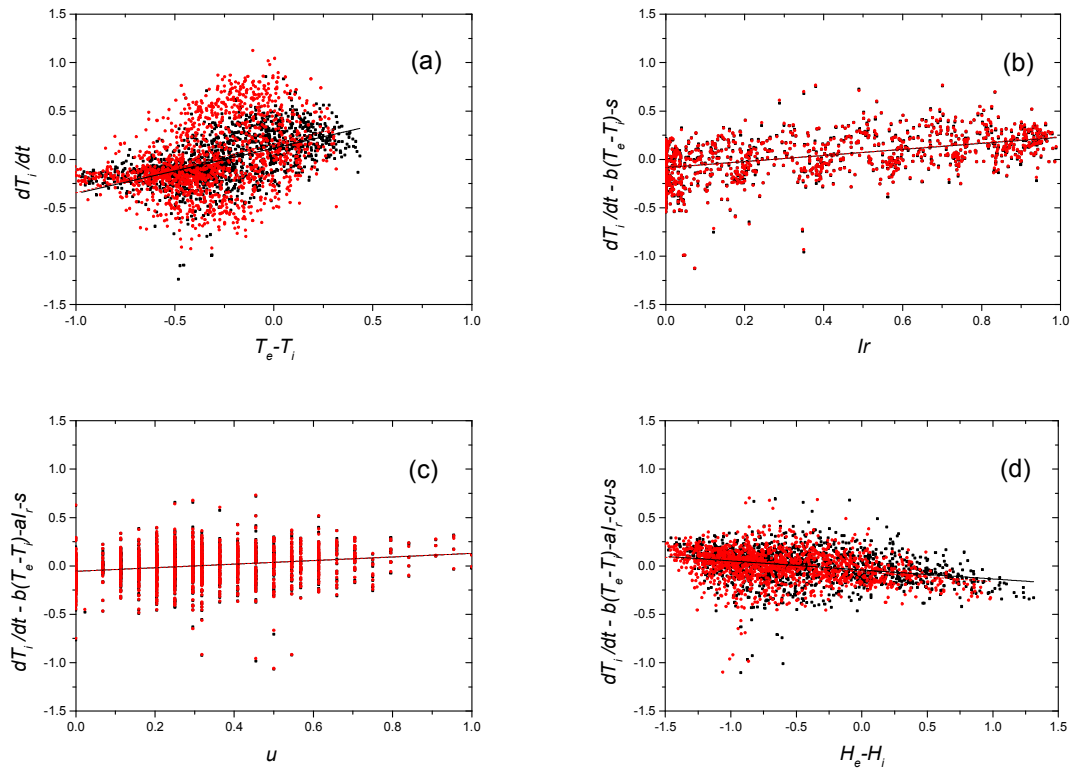 (a)
dT_i/dt
1.5
1.0
0.5
0.0
-0.5
-1.0
-1.5
-1.0 -0.5 0.0 0.5 1.0
T_e-T_i
(b)
dT_i/dt - b(T_e-T_i)-s
1.5
1.0
0.5
0.0
-0.5
-1.0
-1.5
0.0 0.2 0.4 0.6 0.8 1.0
Ir
(c)
dT_i/dt - b(T_e-T_i)-aI_r-s
1.5
1.0
0.5
0.0
-0.5
-1.0
-1.5
0.0 0.2 0.4 0.6 0.8 1.0
u
(d)
dT_i/dt - b(T_e-T_i)-aI_r-cu-s
1.5
1.0
0.5
0.0
-0.5
-1.0
-1.5
-1.5 -1.0 -0.5 0.0 0.5 1.0 1.5
H_e-H_i